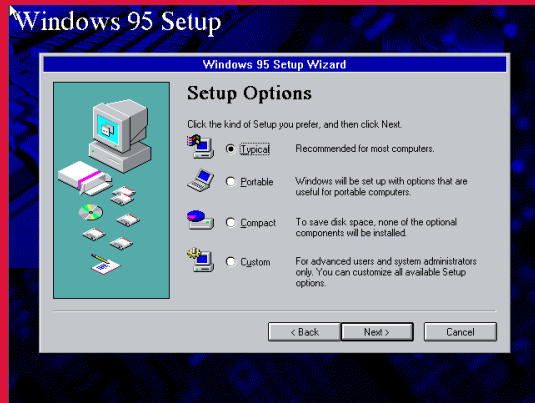 Windows 95 Setup
Windows 95 Setup Wizard
Setup Options
Click the kind of Setup you prefer, and then click Next.
Typical
Recommended for most computers.
Portable
Windows will be set up with options that are
useful for portable computers.
Compact
To save disk space, none of the optional
components will be installed.
Custom
For advanced users and system administrators
only. You can customize all available Setup
options.
< Back
Next >
Cancel